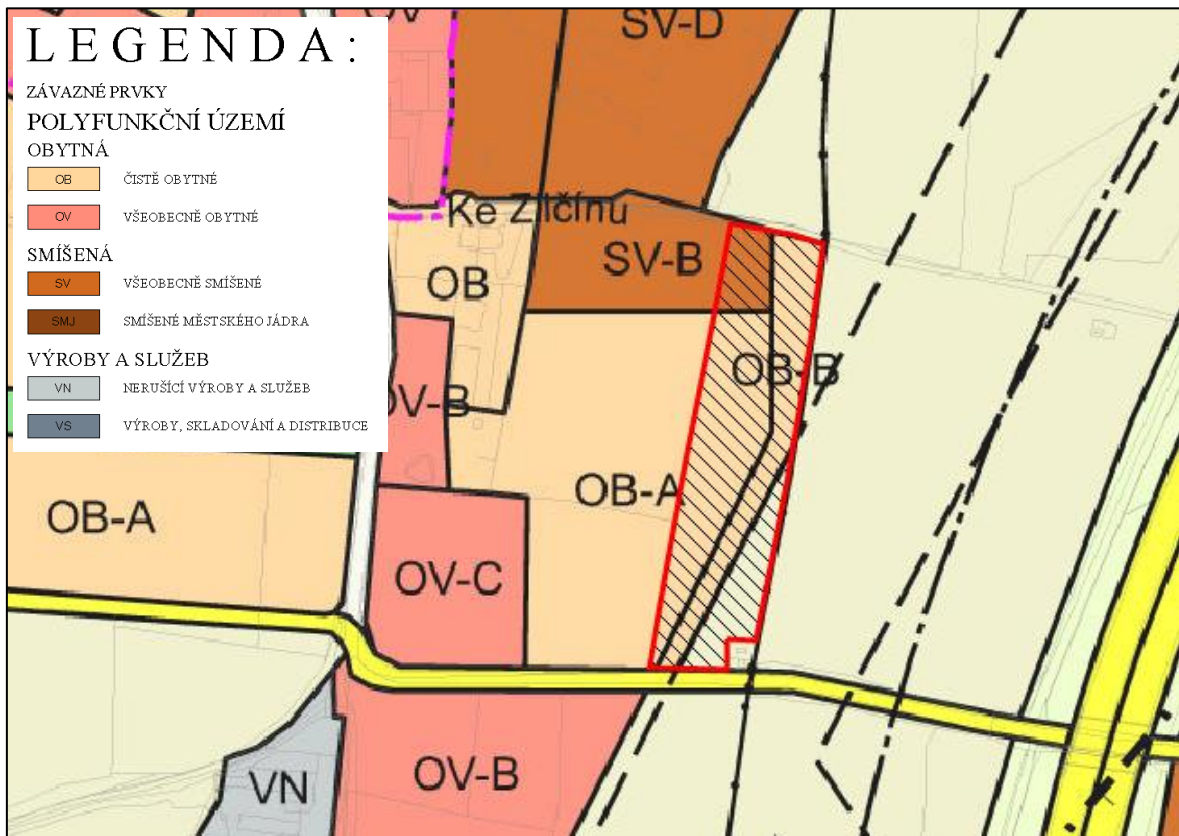 LEGENDA:
ZÁVAZNÉ PRVKY
POLYFUNKČNÍ ÚZEMÍ
OBYTNÁ
OB ČISTĚ OBYTNÉ
OV VŠEOBECNĚ OBYTNÉ
SMÍŠENÁ
SV VŠEOBECNĚ SMÍŠENÉ
SMJ SMÍŠENÉ MĚSTSKÉHO JÁDRA
VÝROBY A SLUŽEB
VN NERUŠÍCÍ VÝROBY A SLUŽEB
VS VÝROBY, SKLADOVÁNÍ A DISTRIBUCE
OV
SV-D
Ke Zličínu
SV-B
OB
OB-B
OV-B
OB-A
OB-A
OV-C
OV-B
VN